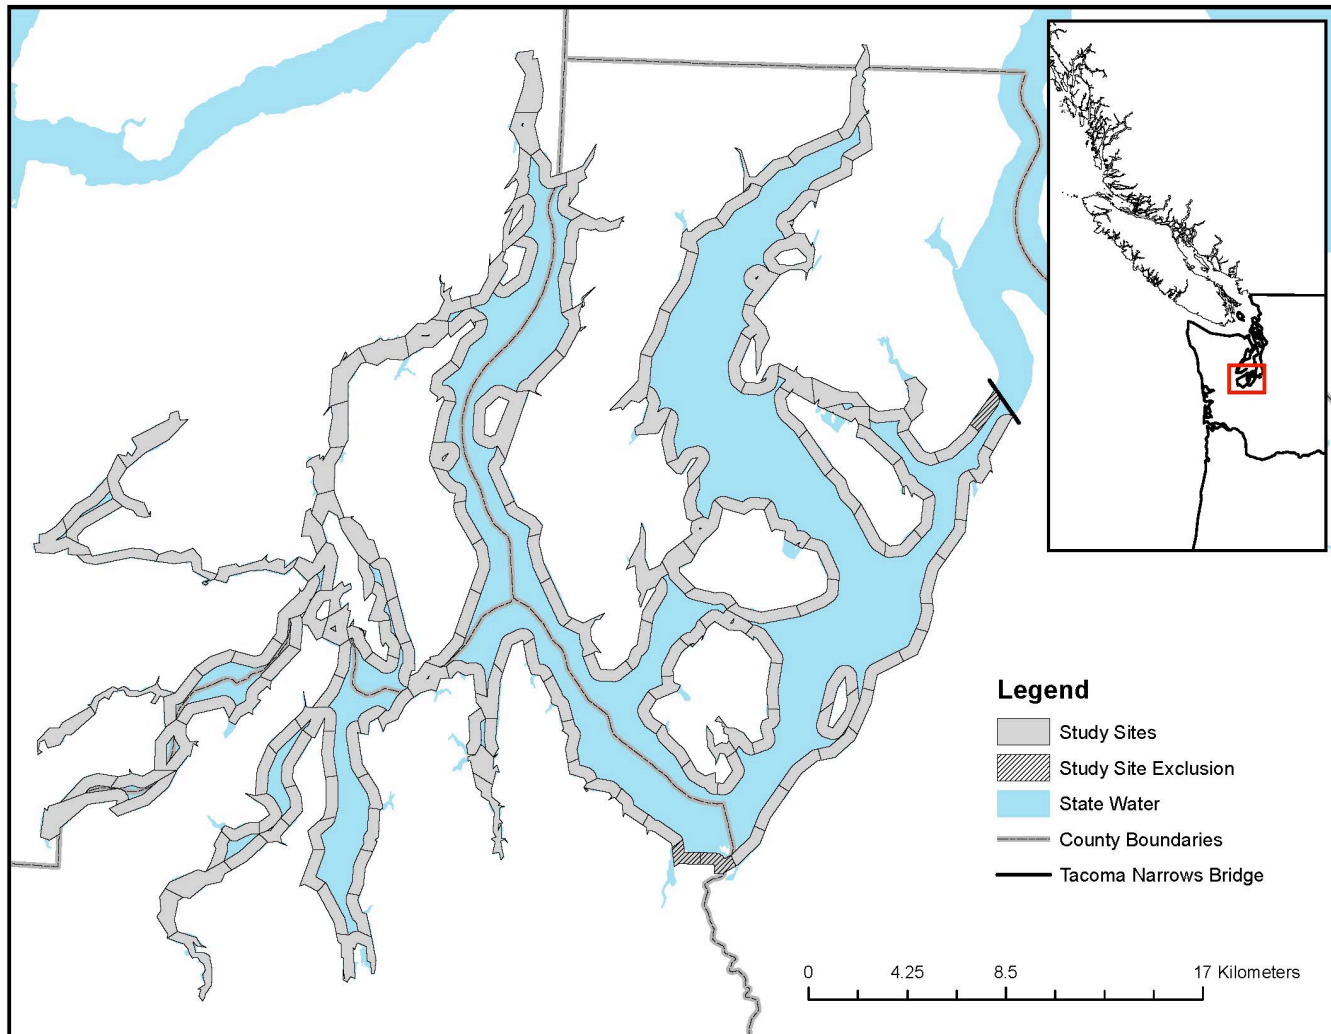 Legend
Study Sites
Study Site Exclusion
State Water
County Boundaries
Tacoma Narrows Bridge
0 4.25 8.5 17 Kilometers